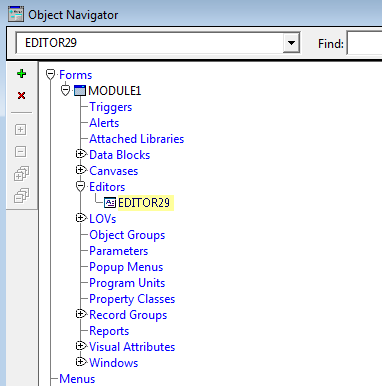 Object Navigator
EDITOR29 Find:
Forms
MODULE1
Triggers
Alerts
Attached Libraries
Data Blocks
Canvases
Editors
EDITOR29
LOVs
Object Groups
Parameters
Popup Menus
Program Units
Property Classes
Record Groups
Reports
Visual Attributes
Windows
Menus